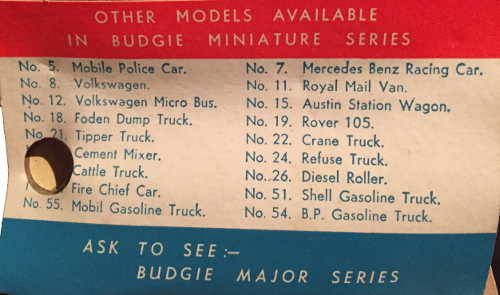 OTHER MODELS AVAILABLE
IN BUDGIE MINIATURE SERIES
No. 5. Mobile Police Car.
No. 8. Volkswagen.
No. 12. Volkswagen Micro Bus.
No. 18. Foden Dump Truck.
No. 21. Tipper Truck.
Cement Mixer.
Cattle Truck.
Fire Chief Car.
No. 55. Mobil Gasoline Truck.
No. 7. Mercedes Benz Racing Car.
No. 11. Royal Mail Van.
No. 15. Austin Station Wagon.
No. 19. Rover 105.
No. 22. Crane Truck.
No. 24. Refuse Truck.
No. 26. Diesel Roller.
No. 51. Shell Gasoline Truck.
No. 54. B.P. Gasoline Truck.
ASK TO SEE:—
BUDGIE MAJOR SERIES